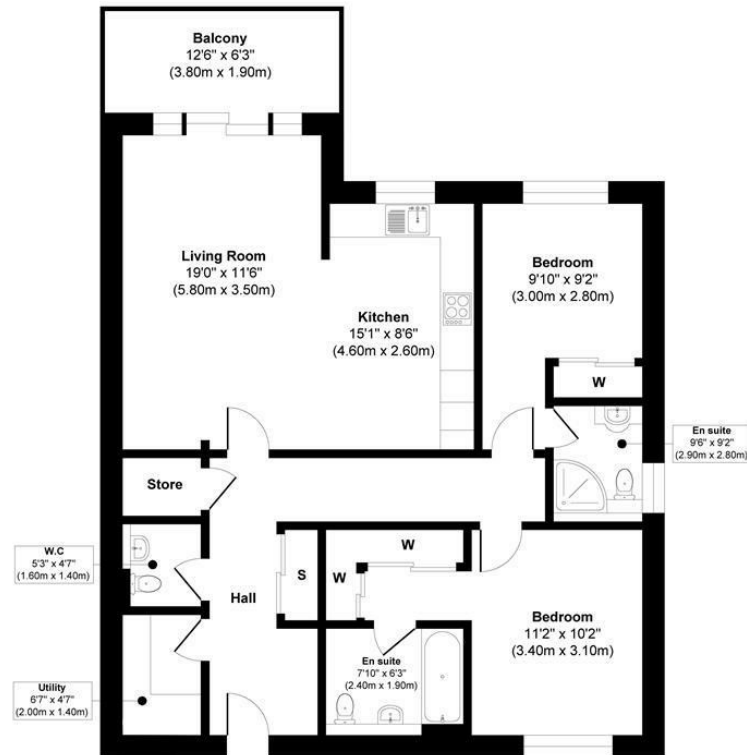 Balcony
12'6" x 6'3"
(3.80m x 1.90m)
Living Room
19'0" x 11'6"
(5.80m x 3.50m)
Kitchen
15'1" x 8'6"
(4.60m x 2.60m)
Bedroom
9'10" x 9'2"
(3.00m x 2.80m)
W
En suite
9'6" x 9'2"
(2.90m x 2.80m)
Store
W.C
5'3" x 4'7"
(1.60m x 1.40m)
Hall
S
W
W
Bedroom
11'2" x 10'2"
(3.40m x 3.10m)
En suite
7'10" x 6'3"
(2.40m x 1.90m)
Utility
6'7" x 4'7"
(2.00m x 1.40m)